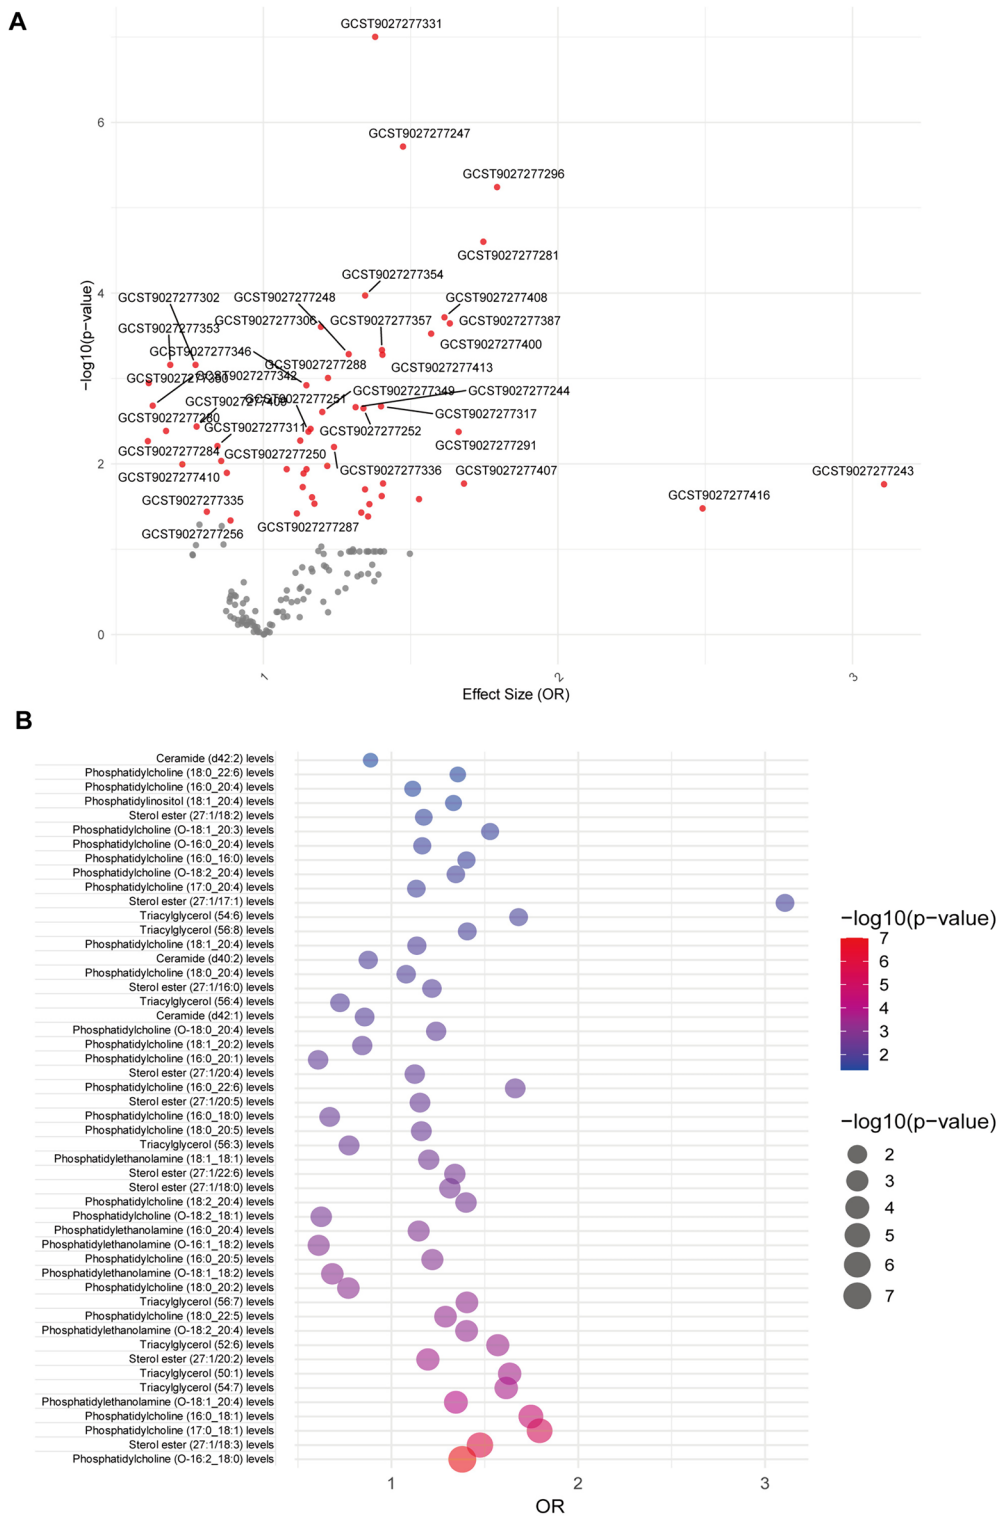 A
GCST9027277331
GCST9027277247
GCST9027277296
GCST9027277281
GCST9027277354
GCST9027277302
GCST9027277248
GCST9027277408
GCST9027277353
GCST9027277306
GCST9027277357
GCST9027277387
GCST9027277346
GCST9027277400
GCST9027277288
GCST9027277413
GCST9027277342
GCST9027277349
GCST9027277244
GCST9027277251
GCST9027277280
GCST9027277317
GCST9027277311
GCST9027277252
GCST9027277291
GCST9027277284
GCST9027277250
GCST9027277410
GCST9027277336
GCST9027277407
GCST9027277243
GCST9027277416
GCST9027277335
GCST9027277287
GCST9027277256
6
4
2
0
−log10(p−value)
1
2
3
Effect Size (OR)
B
Ceramide (d42:2) levels
Phosphatidylcholine (18:0_22:6) levels
Phosphatidylcholine (16:0_20:4) levels
Phosphatidylinositol (18:1_20:4) levels
Sterol ester (27:1/18:2) levels
Phosphatidylcholine (O-18:1_20:3) levels
Phosphatidylcholine (O-16:0_20:4) levels
Phosphatidylcholine (16:0_16:0) levels
Phosphatidylcholine (O-18:2_20:4) levels
Phosphatidylcholine (17:0_20:4) levels
Sterol ester (27:1/17:1) levels
Triacylglycerol (54:6) levels
Triacylglycerol (56:8) levels
Phosphatidylcholine (18:1_20:4) levels
Ceramide (d40:2) levels
Phosphatidylcholine (18:0_20:4) levels
Sterol ester (27:1/16:0) levels
Triacylglycerol (56:4) levels
Ceramide (d42:1) levels
Phosphatidylcholine (O-18:0_20:4) levels
Phosphatidylcholine (18:1_20:2) levels
Phosphatidylcholine (16:0_20:1) levels
Sterol ester (27:1/20:4) levels
Phosphatidylcholine (16:0_22:6) levels
Sterol ester (27:1/20:5) levels
Phosphatidylcholine (16:0_18:0) levels
Phosphatidylcholine (18:0_20:5) levels
Triacylglycerol (56:3) levels
Phosphatidylethanolamine (18:1_18:1) levels
Sterol ester (27:1/22:6) levels
Sterol ester (27:1/18:0) levels
Phosphatidylcholine (18:2_20:4) levels
Phosphatidylcholine (O-18:2_18:1) levels
Phosphatidylethanolamine (16:0_20:4) levels
Phosphatidylethanolamine (O-16:1_18:2) levels
Phosphatidylcholine (16:0_20:5) levels
Phosphatidylethanolamine (O-18:1_18:2) levels
Phosphatidylcholine (18:0_20:2) levels
Triacylglycerol (56:7) levels
Phosphatidylcholine (18:0_22:5) levels
Phosphatidylethanolamine (O-18:2_20:4) levels
Triacylglycerol (52:6) levels
Sterol ester (27:1/20:2) levels
Triacylglycerol (50:1) levels
Triacylglycerol (54:7) levels
Phosphatidylethanolamine (O-18:1_20:4) levels
Phosphatidylcholine (16:0_18:1) levels
Phosphatidylcholine (17:0_18:1) levels
Sterol ester (27:1/18:3) levels
Phosphatidylcholine (O-16:2_18:0) levels
1
2
3
OR
−log10(p−value)
7
6
5
4
3
2
−log10(p−value)
2
3
4
5
6
7